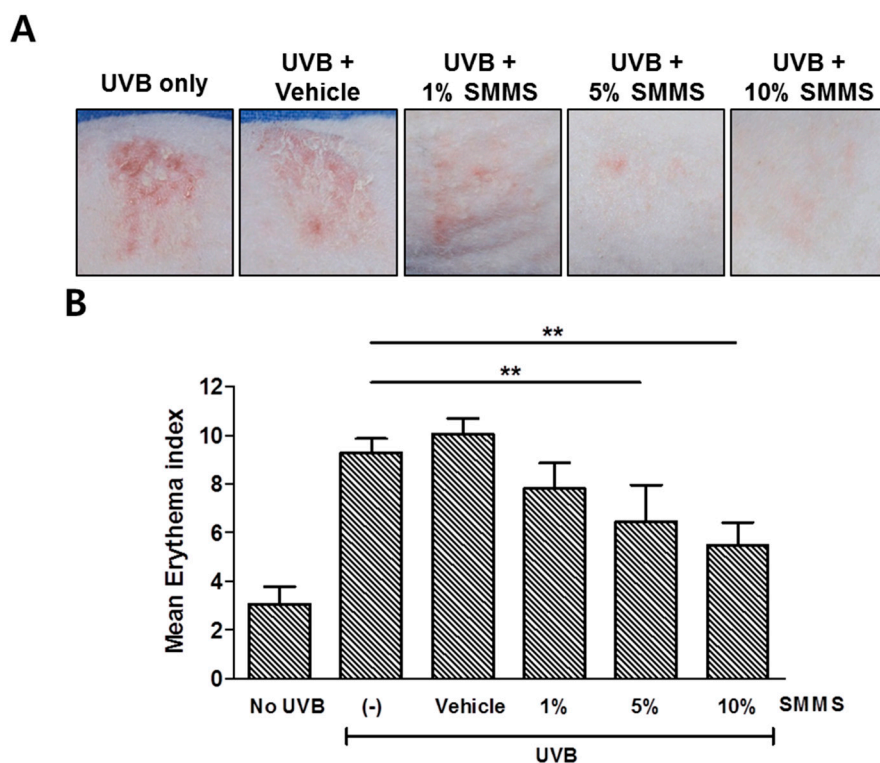 A
UVB only
UVB +
Vehicle
UVB +
1% SMMS
UVB +
5% SMMS
UVB +
10% SMMS
B
**
**
Mean Erythema index
12
10
8
6
4
2
0
No UVB (-) Vehicle 1% 5% 10% SMMS
UVB